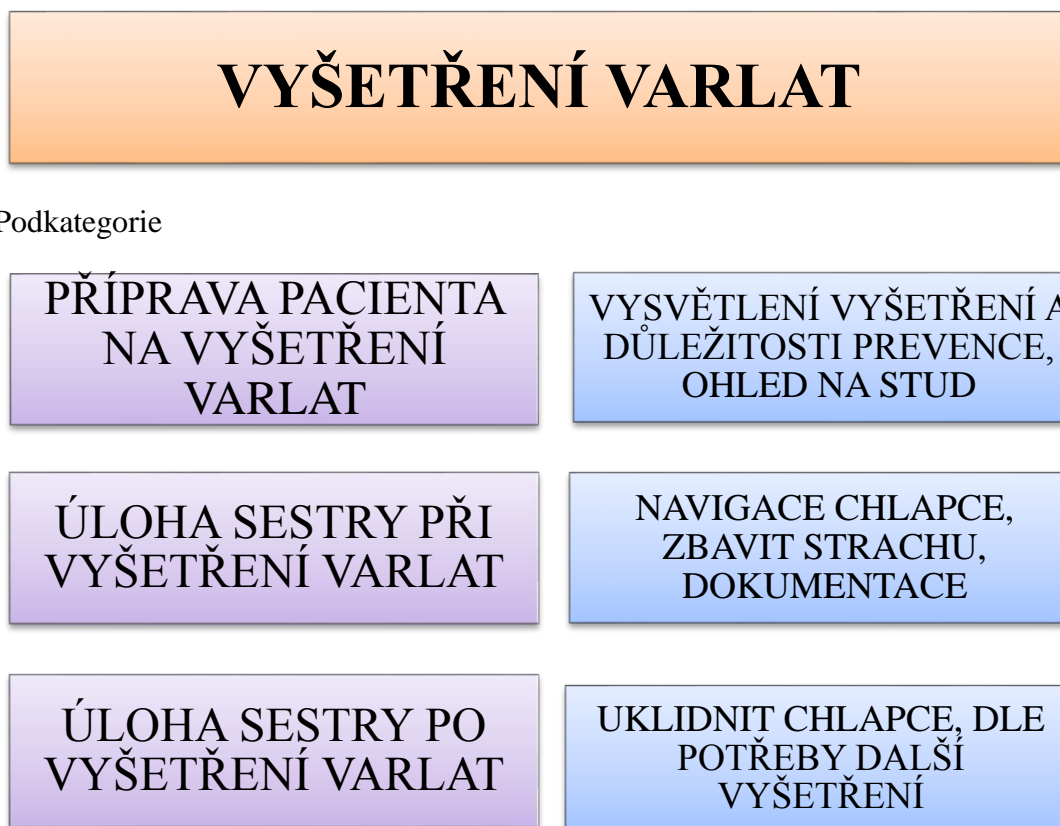 VYŠETŘENÍ VARLAT
Podkategorie
PŘÍPRAVA PACIENTA
NA VYŠETŘENÍ
VARLAT
VYSVĚTLENÍ VYŠETŘENÍ A
DŮLEŽITOSTI PREVENCE,
OHLED NA STUD
ÚLOHA SESTRY PŘI
VYŠETŘENÍ VARLAT
NAVIGACE CHLAPCE,
ZBAVIT STRACHU,
DOKUMENTACE
ÚLOHA SESTRY PO
VYŠETŘENÍ VARLAT
UKLIDNIT CHLAPCE, DLE
POTŘEBY DALŠÍ
VYŠETŘENÍ